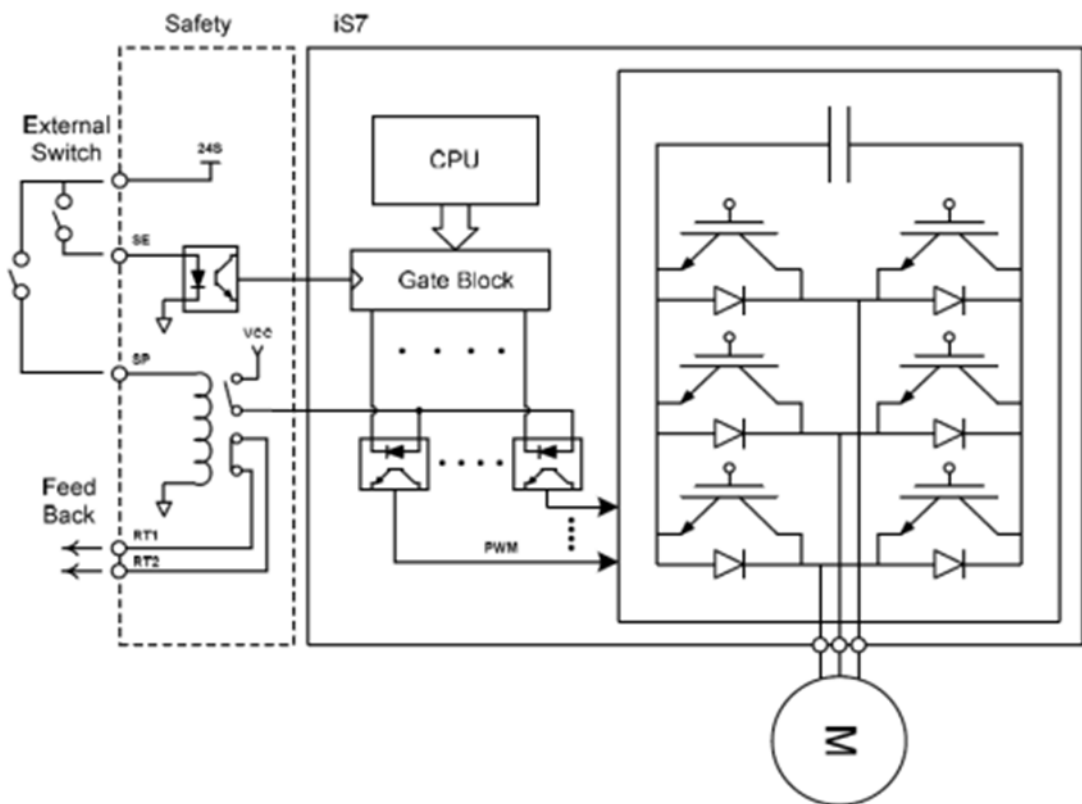 Safety
iS7
External
Switch
24S
CPU
SE
Gate Block
VCC
SP
Feed
Back
RT1
RT2
PWM
M